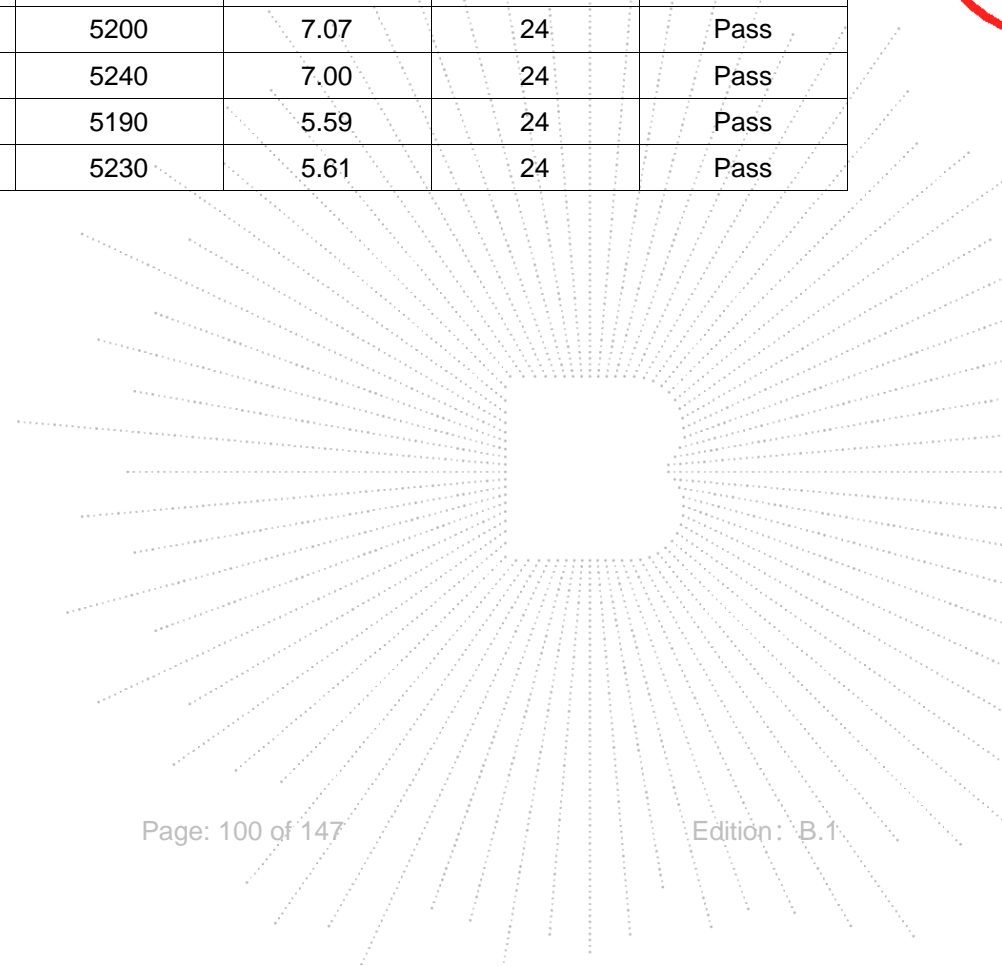 5200 7.07 24 Pass
5240 7.00 24 Pass
5190 5.59 24 Pass
5230 5.61 24 Pass
Page: 100 of 147 Edition: B.1